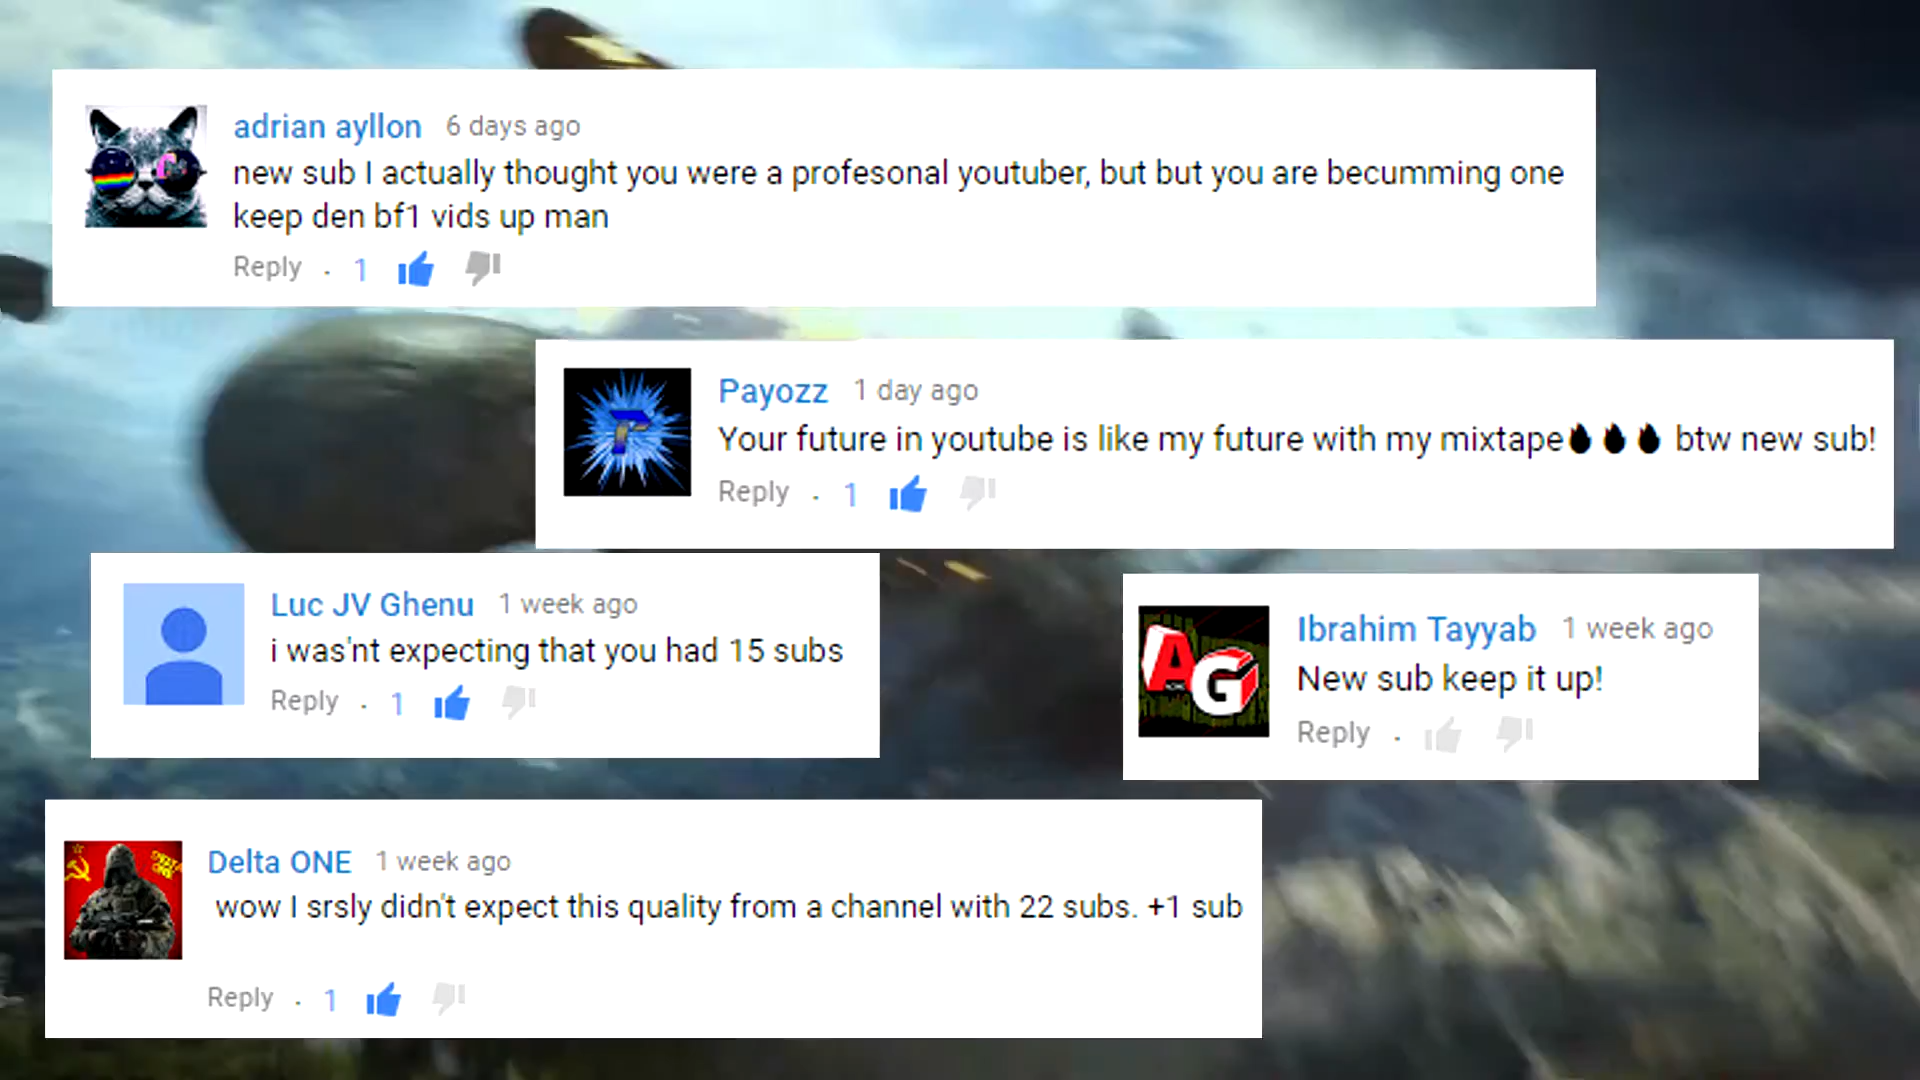 adrian ayllon 6 days ago
new sub I actually thought you were a profesonal youtuber, but but you are becumming one
keep den bf1 vids up man
Reply · 1
Payozz 1 day ago
Your future in youtube is like my future with my mixtape🔥🔥🔥 btw new sub!
Reply · 1
Luc JV Ghenu 1 week ago
i was'nt expecting that you had 15 subs
Reply · 1
AG
Ibrahim Tayyab 1 week ago
New sub keep it up!
Reply ·
Delta ONE 1 week ago
wow I srsly didn't expect this quality from a channel with 22 subs. +1 sub
Reply · 1